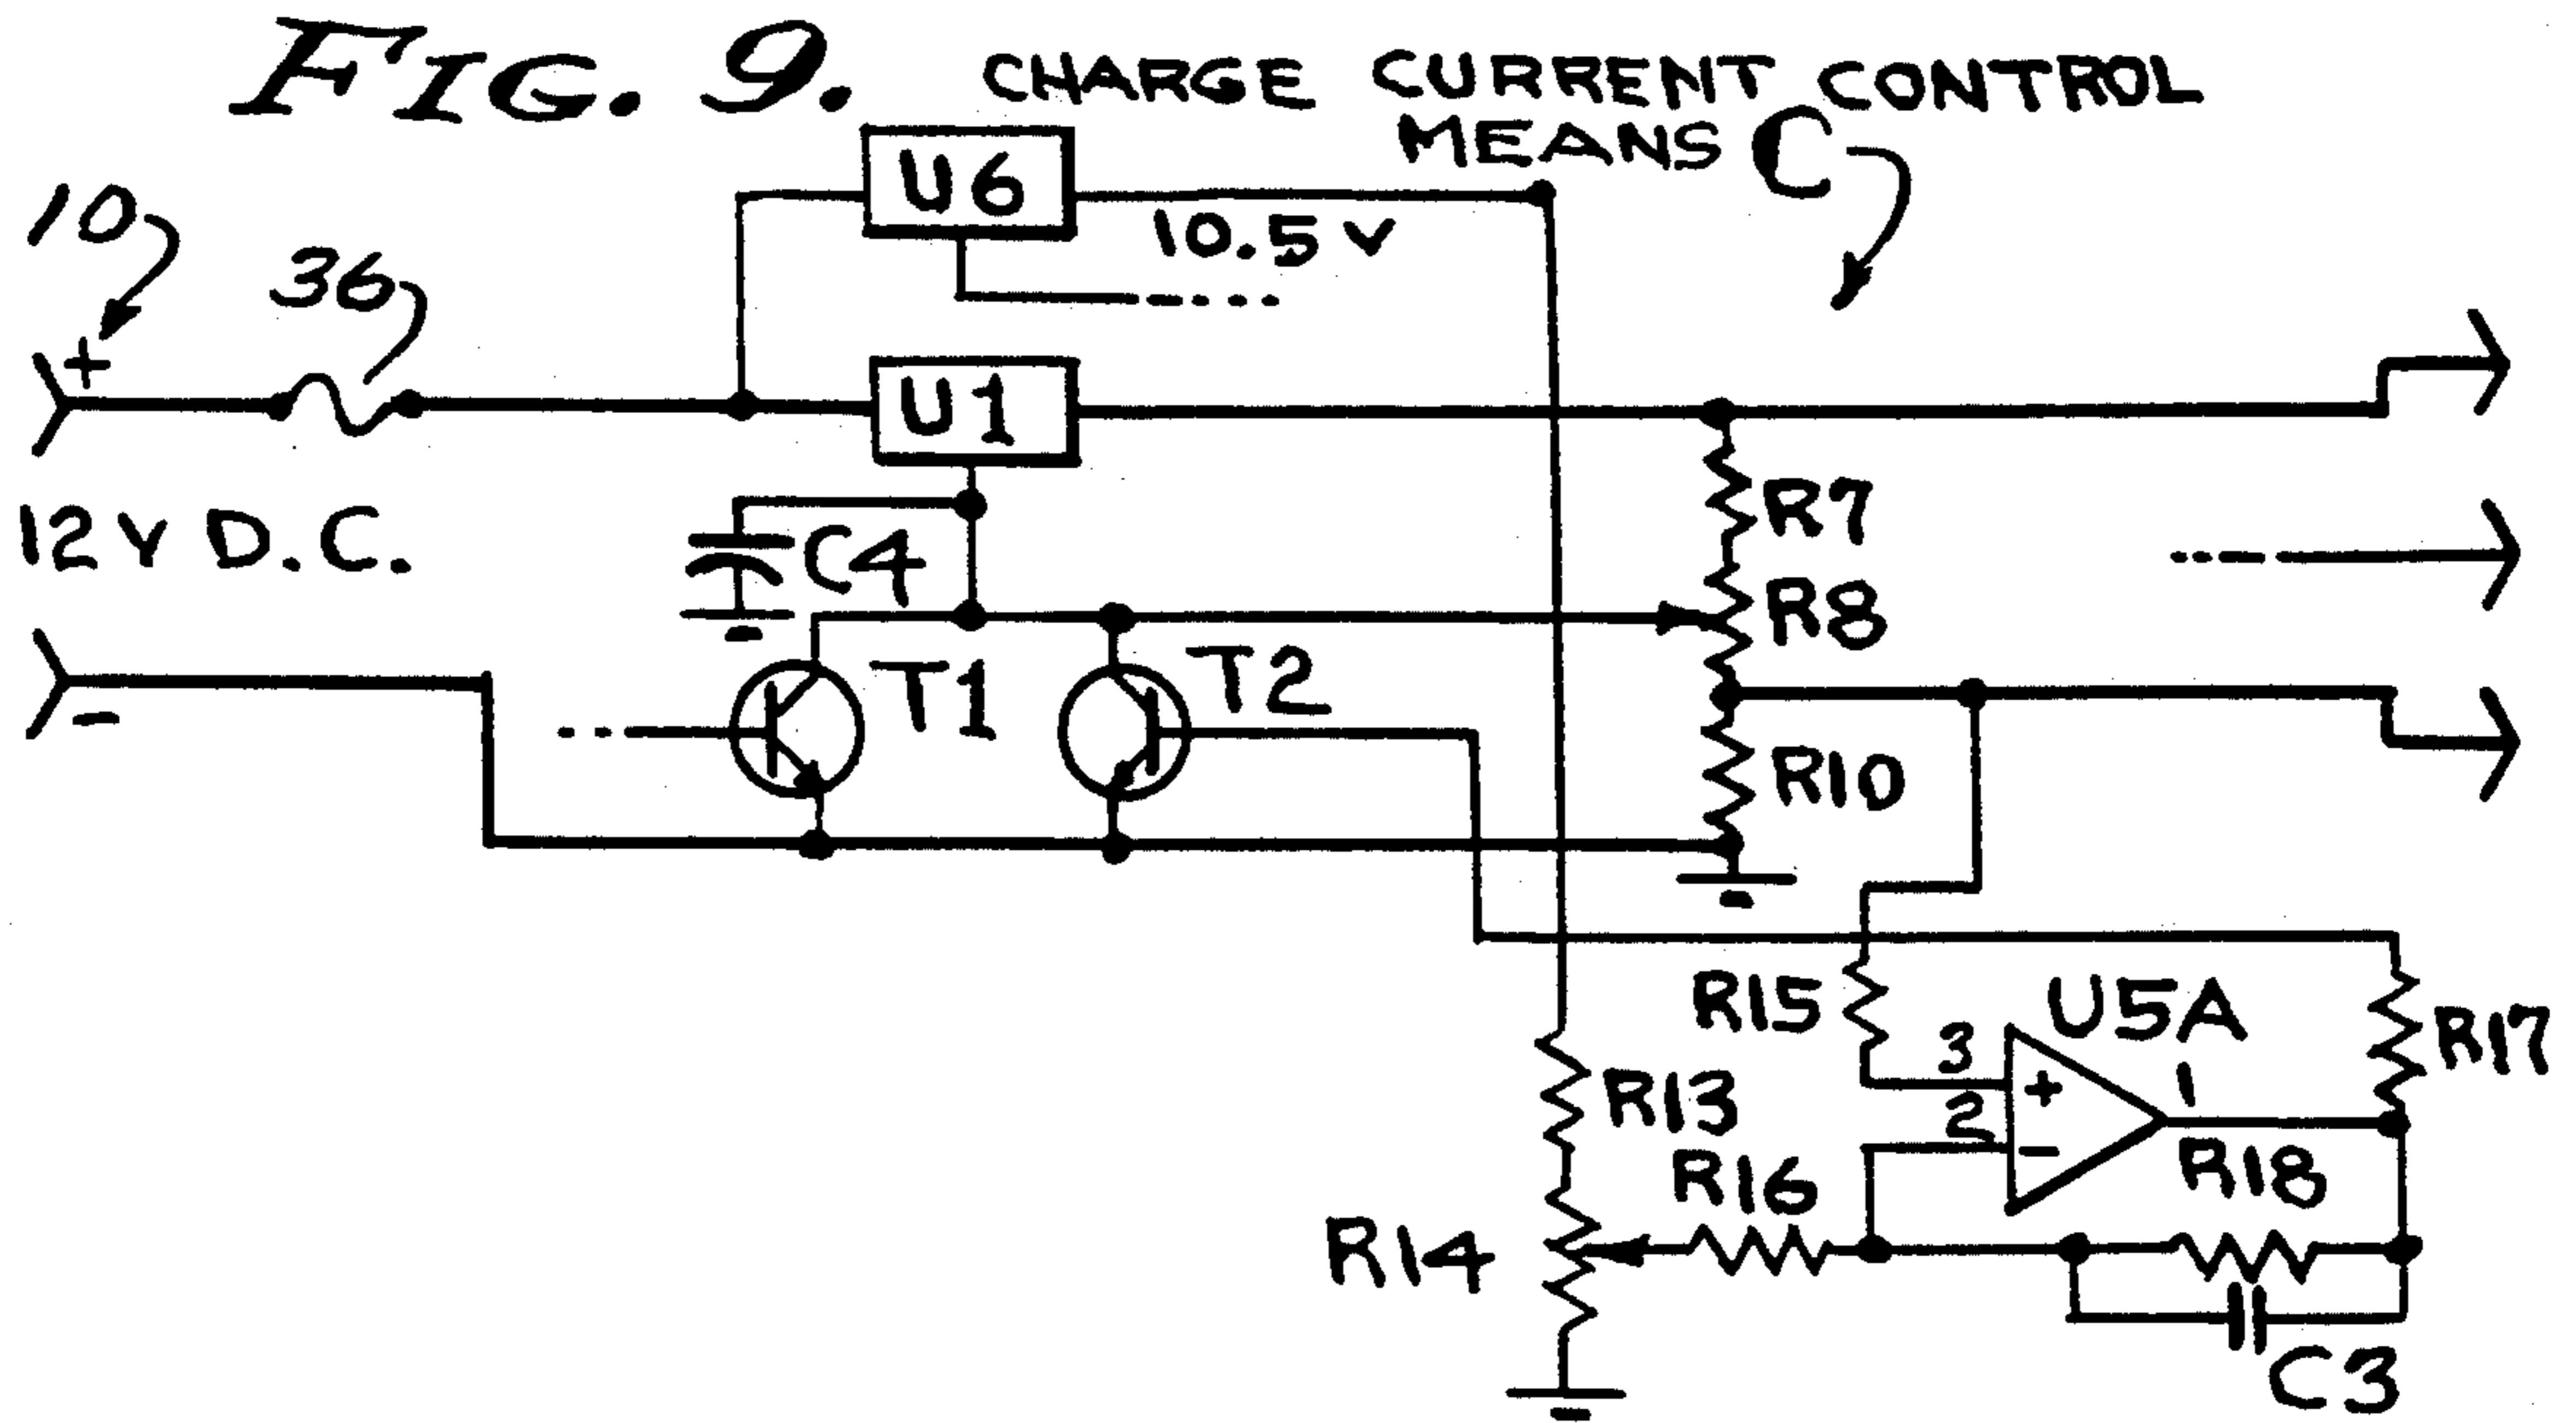 FIG. 9.
CHARGE CURRENT CONTROL
MEANS C
10
36
U6
10.5 V
+
U1
12V D.C.
C4
R7
R8
-
T1
T2
-
R10
-
R15
U5A
R17
3
+
1
2
-
R13
R16
R18
R14
C3
-